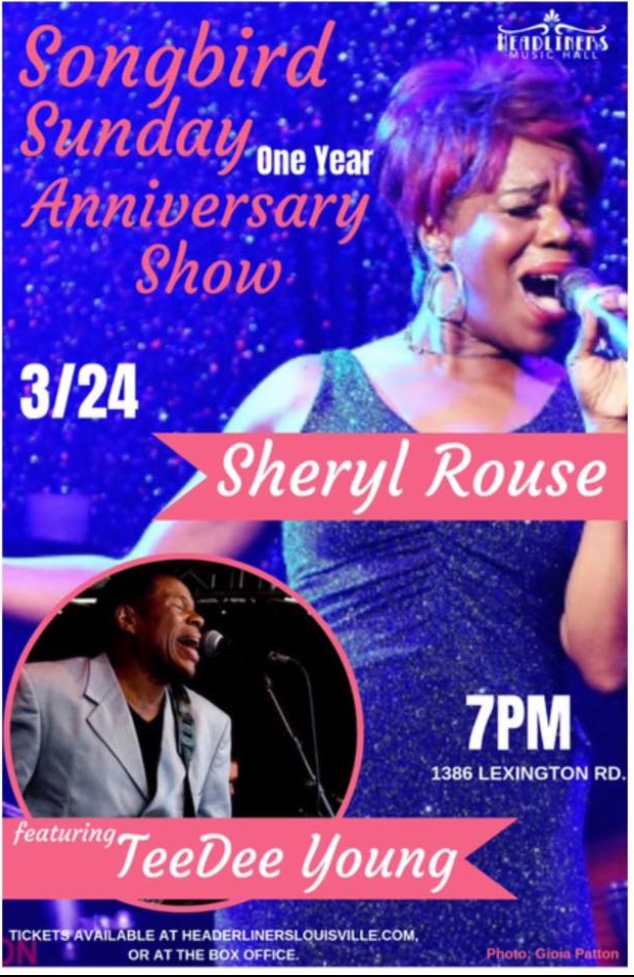 HEADLINERS
MUSIC HALL
Songbird
Sunday
One Year
Anniversary
Show
3/24
Sheryl Rouse
7PM
1386 LEXINGTON RD.
featuring
TeeDee Young
TICKETS AVAILABLE AT HEADERLINERSLOUISVILLE.COM,
OR AT THE BOX OFFICE.
ON
Photo: Gioia Patton